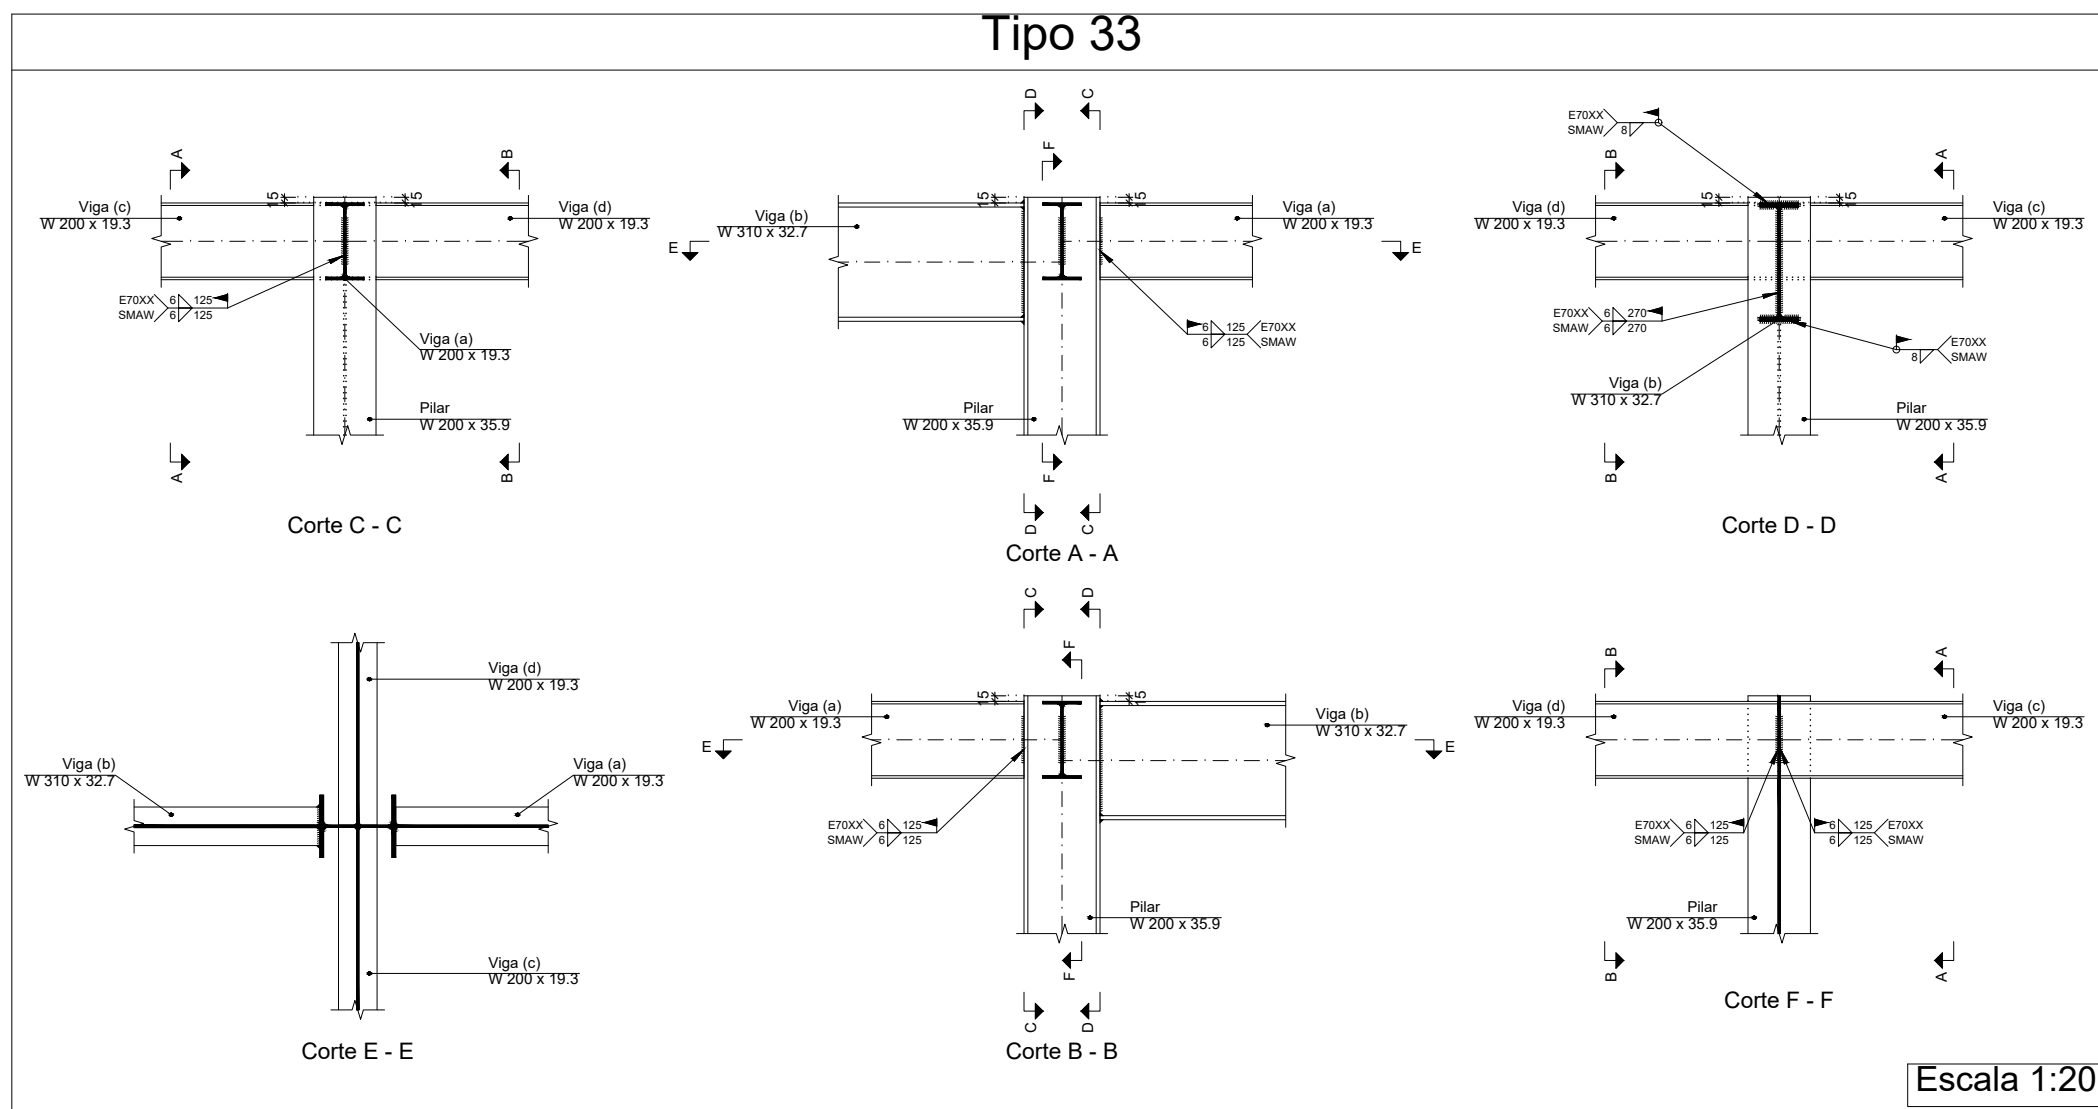 Tipo 33
A
B
15
15
Viga (c)
W 200 x 19.3
Viga (d)
W 200 x 19.3
E70XX
SMAW
6
125
6
125
Viga (a)
W 200 x 19.3
Pilar
W 200 x 35.9
A
B
Corte C - C
D
C
F
15
15
Viga (b)
W 310 x 32.7
Viga (a)
W 200 x 19.3
E
E
6
125
6
125
E70XX
SMAW
Pilar
W 200 x 35.9
F
D
C
Corte A - A
E70XX
SMAW
8
B
A
15
15
Viga (d)
W 200 x 19.3
Viga (c)
W 200 x 19.3
E70XX
SMAW
6
270
6
270
8
E70XX
SMAW
Viga (b)
W 310 x 32.7
Pilar
W 200 x 35.9
B
A
Corte D - D
Viga (d)
W 200 x 19.3
Viga (b)
W 310 x 32.7
Viga (a)
W 200 x 19.3
Viga (c)
W 200 x 19.3
Corte E - E
C
D
F
15
15
Viga (a)
W 200 x 19.3
Viga (b)
W 310 x 32.7
E
E
E70XX
SMAW
6
125
6
125
Pilar
W 200 x 35.9
F
C
D
Corte B - B
B
A
Viga (d)
W 200 x 19.3
Viga (c)
W 200 x 19.3
E70XX
SMAW
6
125
6
125
6
125
6
125
E70XX
SMAW
Pilar
W 200 x 35.9
B
A
Corte F - F
Escala 1:20